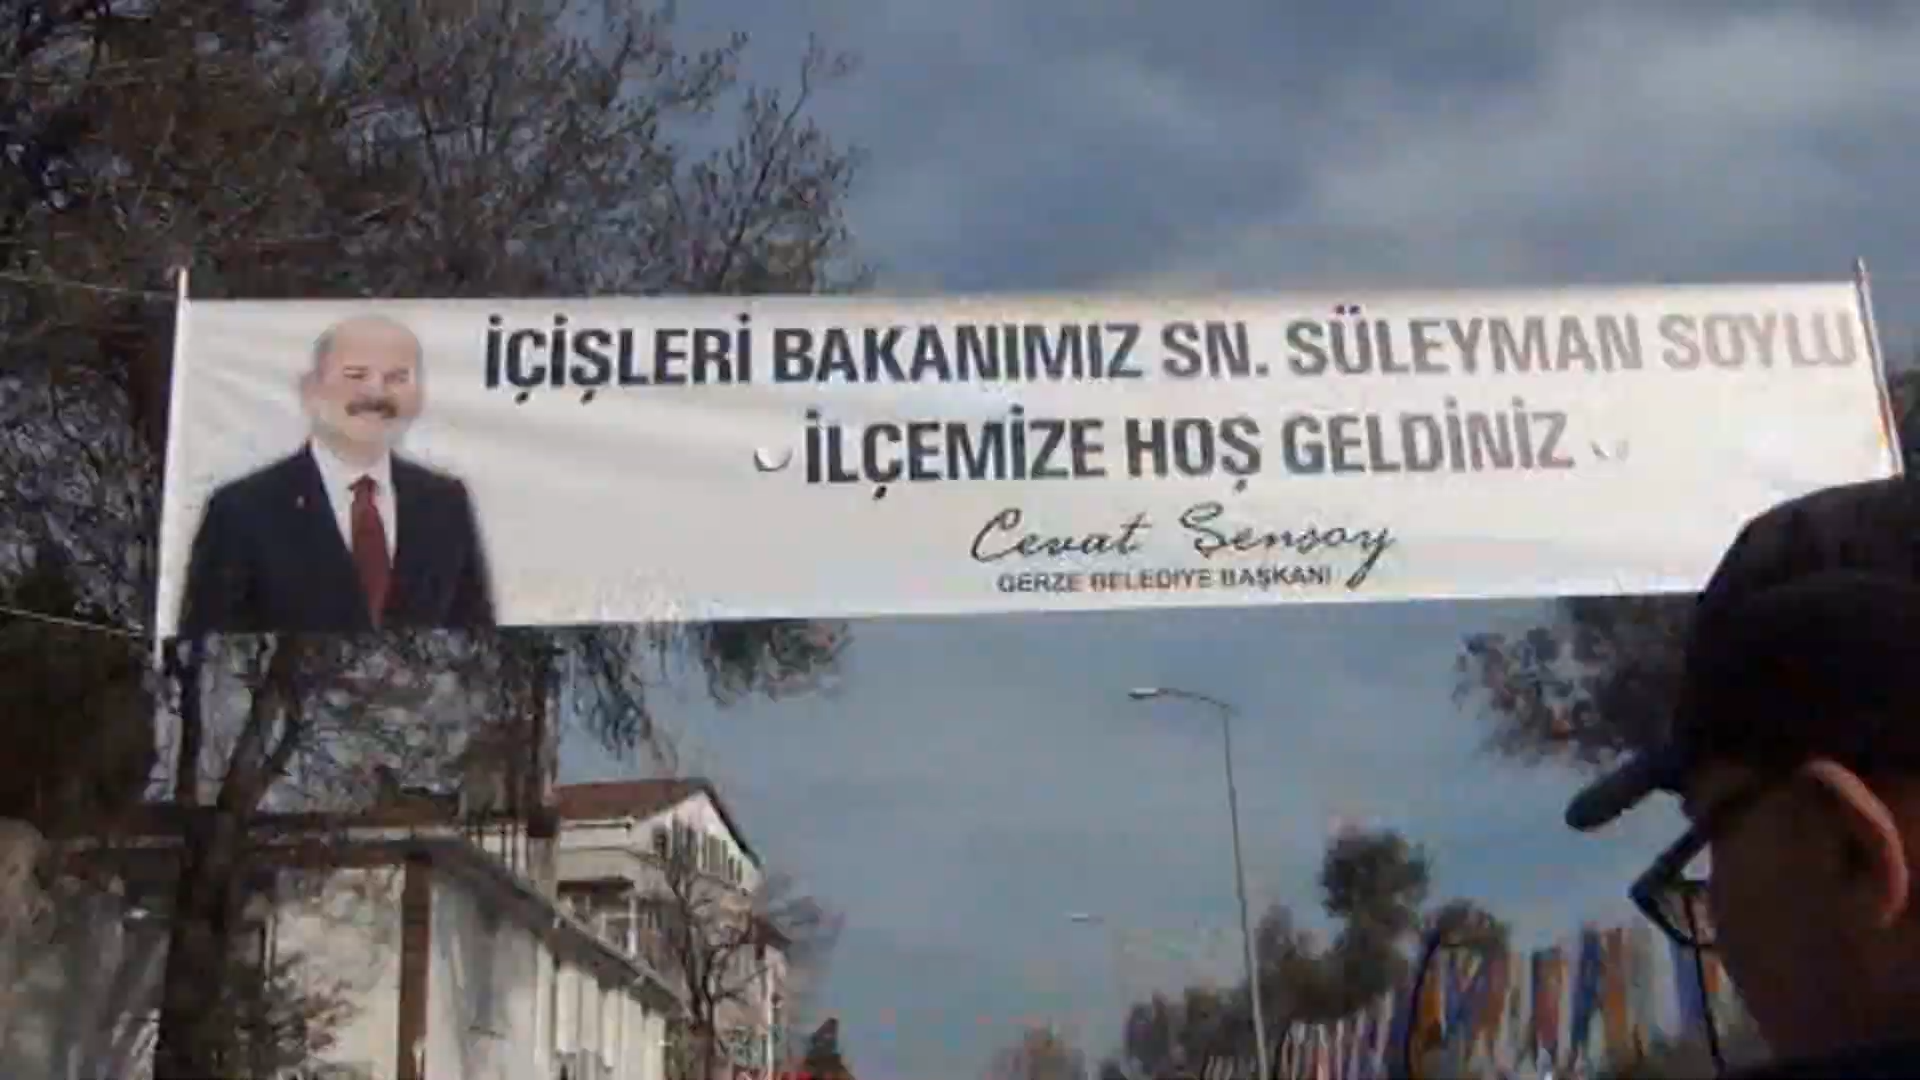 İÇİŞLERİ BAKANIMIZ SN. SÜLEYMAN SOYLU
İLÇEMİZE HOŞ GELDİNİZ
Cevat Şensoy
GERZE BELEDİYE BAŞKANI